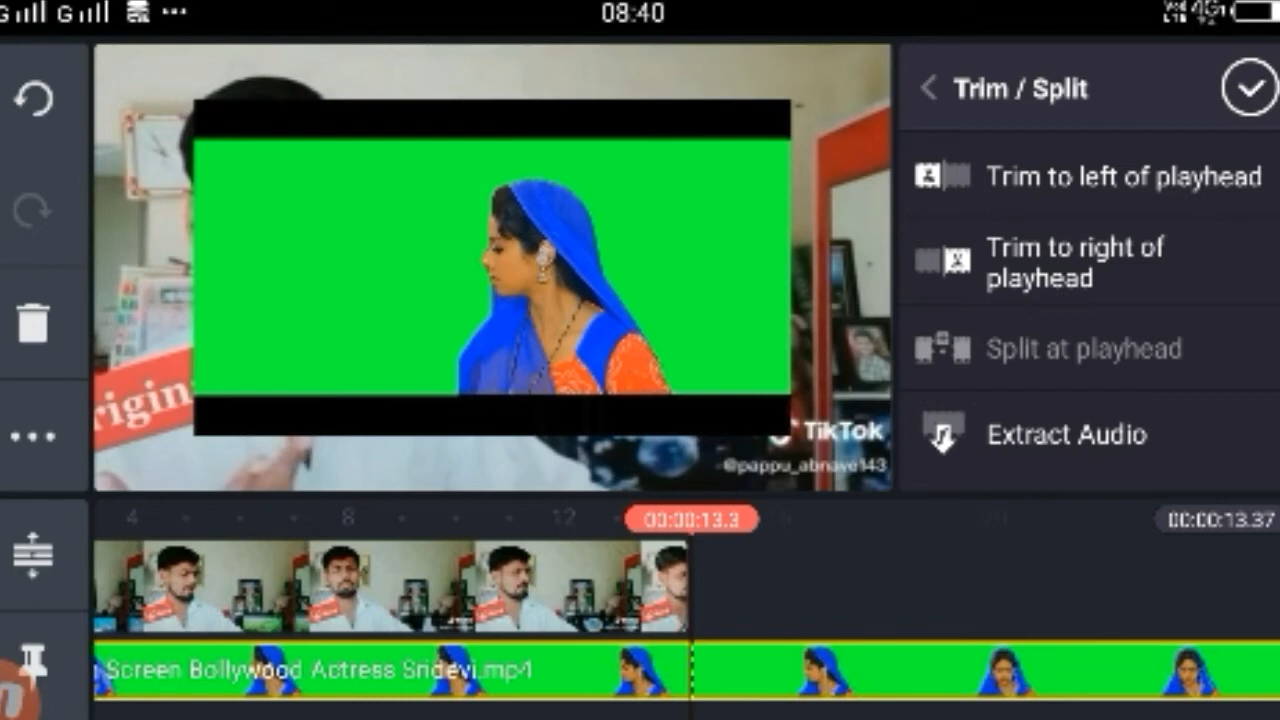 08:40
Trim / Split
Trim to left of playhead
Trim to right of
playhead
Split at playhead
Extract Audio
rigin
TikTok
@pappu_abnave143
4
8
12
00:00:13.3
00:00:13.37
Screen Bollywood Actress Sridevi.mp4